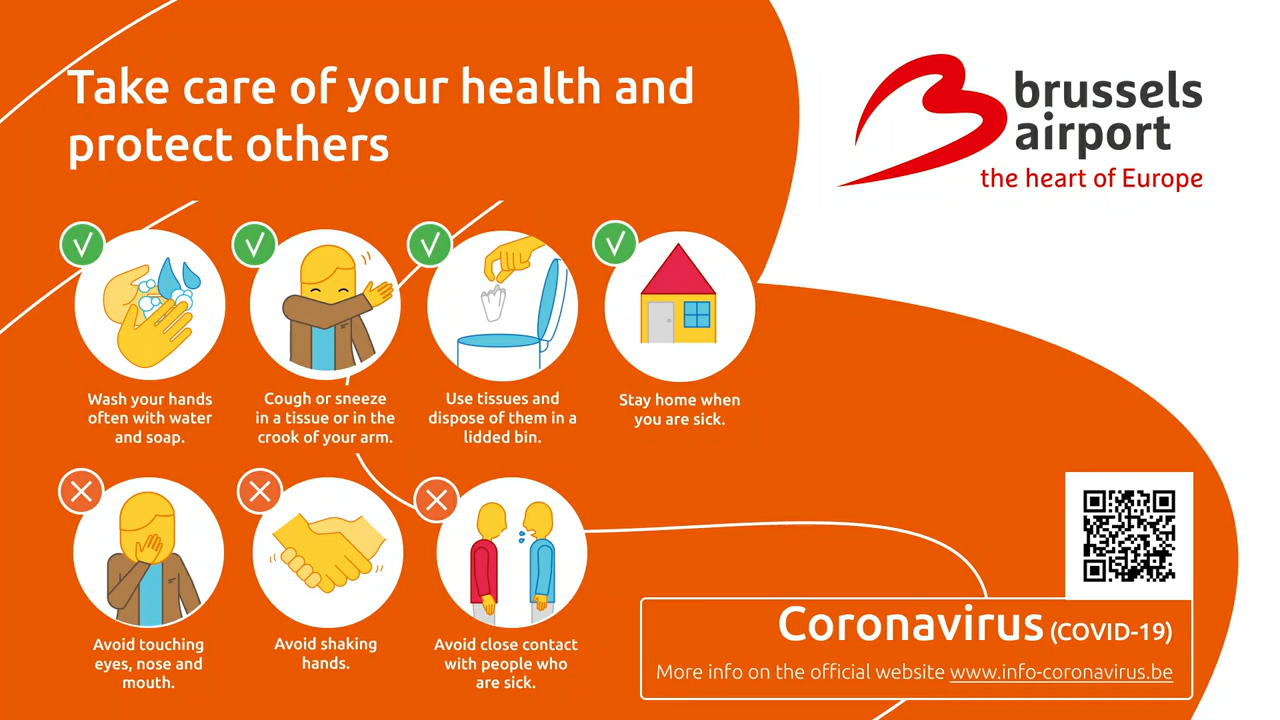 Take care of your health and
protect others
brussels
airport
the heart of Europe
Wash your hands
often with water
and soap.
Cough or sneeze
in a tissue or in the
crook of your arm.
Use tissues and
dispose of them in a
lidded bin.
Stay home when
you are sick.
Avoid touching
eyes, nose and
mouth.
Avoid shaking
hands.
Avoid close contact
with people who
are sick.
Coronavirus (COVID-19)
More info on the official website www.info-coronavirus.be